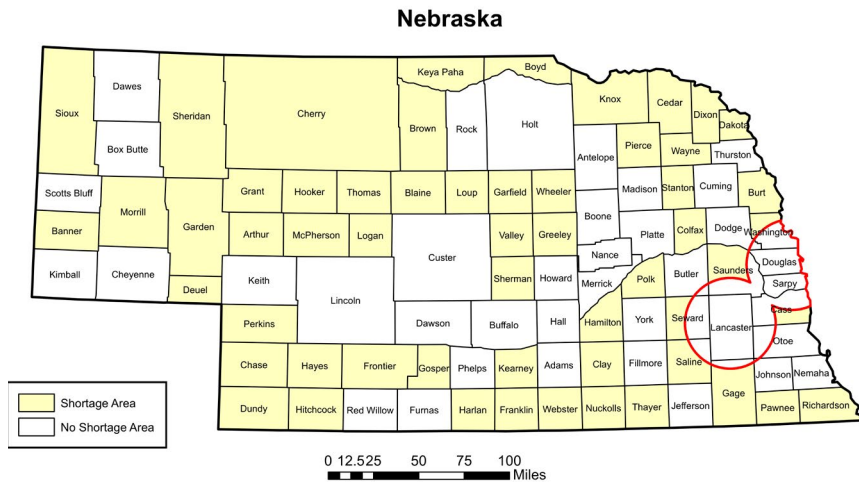 Nebraska
Boyd
Keya Paha
Dawes
Knox
Cedar
Sioux
Sheridan
Cherry
Dixon
Brown
Rock
Holt
Dakota
Box Butte
Pierce
Wayne
Antelope
Thurston
Scotts Bluff
Grant
Hooker
Thomas
Blaine
Loup
Garfield
Wheeler
Madison
Stanton
Cuming
Burt
Morrill
Garden
Boone
Banner
Arthur
McPherson
Logan
Valley
Greeley
Platte
Colfax
Dodge
Washington
Custer
Nance
Douglas
Kimball
Cheyenne
Keith
Sherman
Howard
Merrick
Polk
Butler
Saunders
Sarpy
Deuel
Lincoln
Perkins
Dawson
Buffalo
Hall
Hamilton
York
Seward
Lancaster
Cass
Otoe
Chase
Hayes
Frontier
Gosper
Phelps
Kearney
Adams
Clay
Fillmore
Saline
Johnson
Nemaha
Gage
Dundy
Hitchcock
Red Willow
Furnas
Harlan
Franklin
Webster
Nuckolls
Thayer
Jefferson
Pawnee
Richardson
Shortage Area
No Shortage Area
0 12.525 50 75 100
Miles